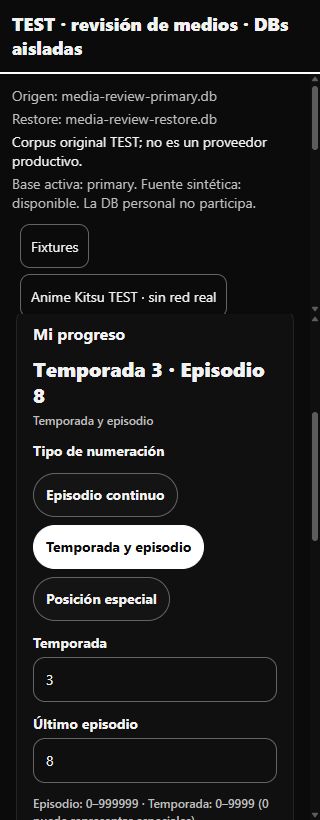 TEST · revisión de medios · DBs
aisladas
Origen: media-review-primary.db
Restore: media-review-restore.db
Corpus original TEST; no es un proveedor
productivo.
Base activa: primary. Fuente sintética:
disponible. La DB personal no participa.
Fixtures
Anime Kitsu TEST · sin red real
Mi progreso
Temporada 3 · Episodio
8
Temporada y episodio
Tipo de numeración
Episodio continuo
Temporada y episodio
Posición especial
Temporada
3
Último episodio
8
Episodio: 0–999999 · Temporada: 0–9999 (0
puede representar especiales)